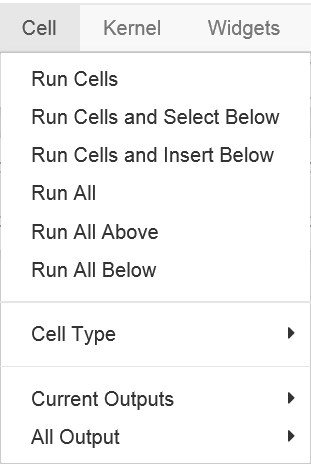 Cell Kernel Widgets
Run Cells
Run Cells and Select Below
Run Cells and Insert Below
Run All
Run All Above
Run All Below
Cell Type
Current Outputs
All Output